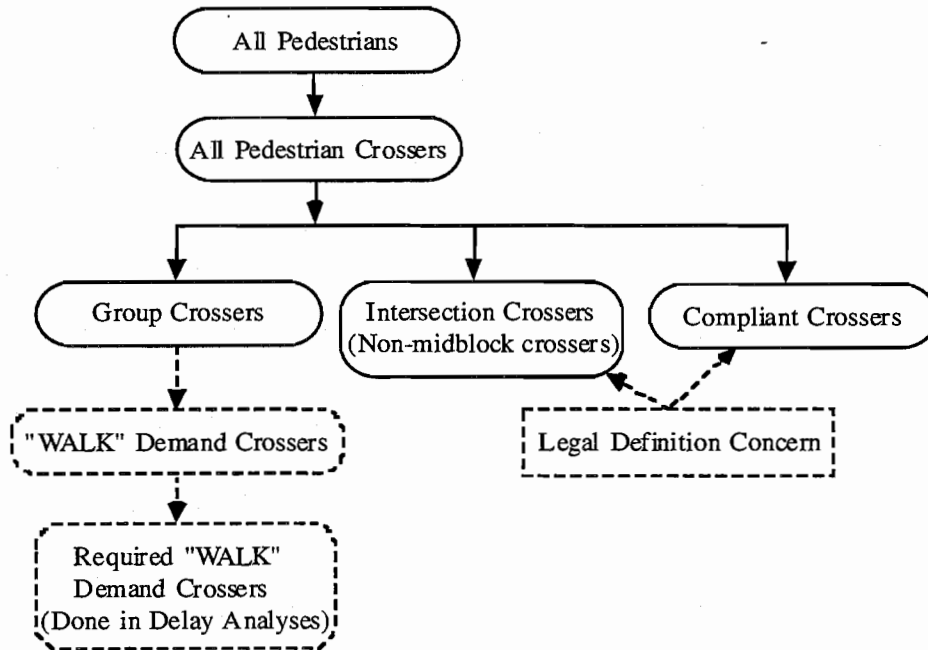 All Pedestrians
All Pedestrian Crossers
Group Crossers
Intersection Crossers
(Non-midblock crossers)
Compliant Crossers
"WALK" Demand Crossers
Legal Definition Concern
Required "WALK"
Demand Crossers
(Done in Delay Analyses)